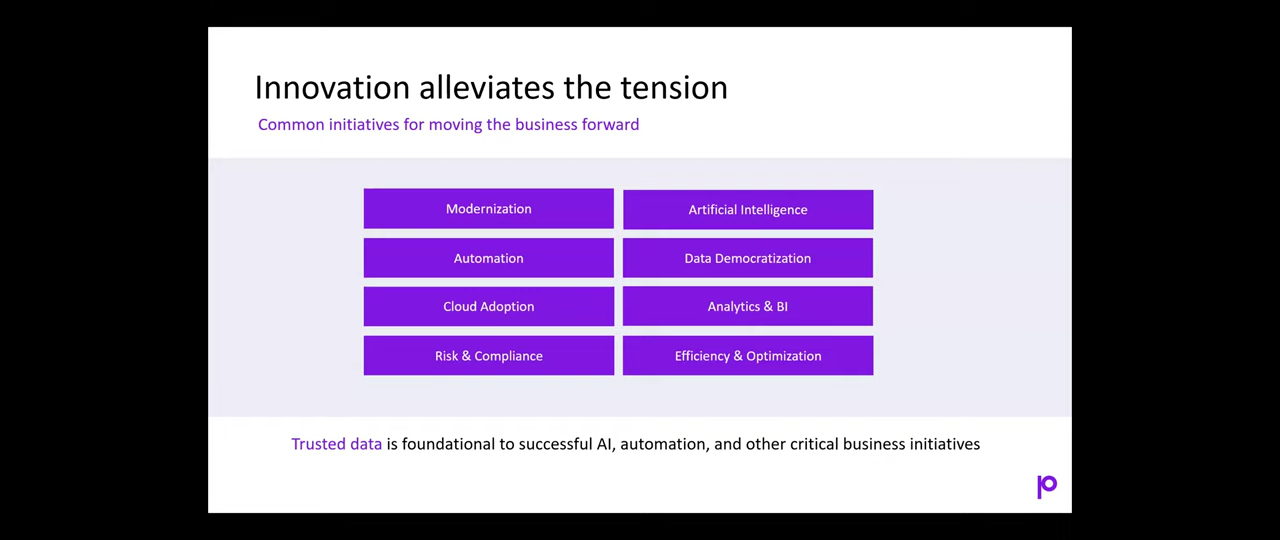 Innovation alleviates the tension
Common initiatives for moving the business forward
Modernization
Artificial Intelligence
Automation
Data Democratization
Cloud Adoption
Analytics & BI
Risk & Compliance
Efficiency & Optimization
Trusted data is foundational to successful AI, automation, and other critical business initiatives